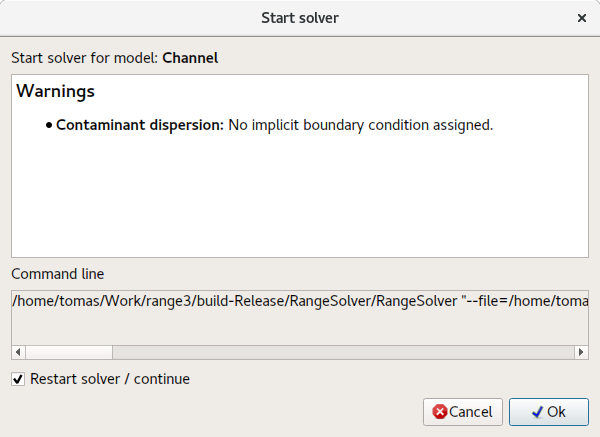 Start solver
Start solver for model: Channel
Warnings
• Contaminant dispersion: No implicit boundary condition assigned.
Command line
/home/tomas/Work/range3/build-Release/RangeSolver/RangeSolver "--file=/home/toma
Restart solver / continue
Cancel
Ok